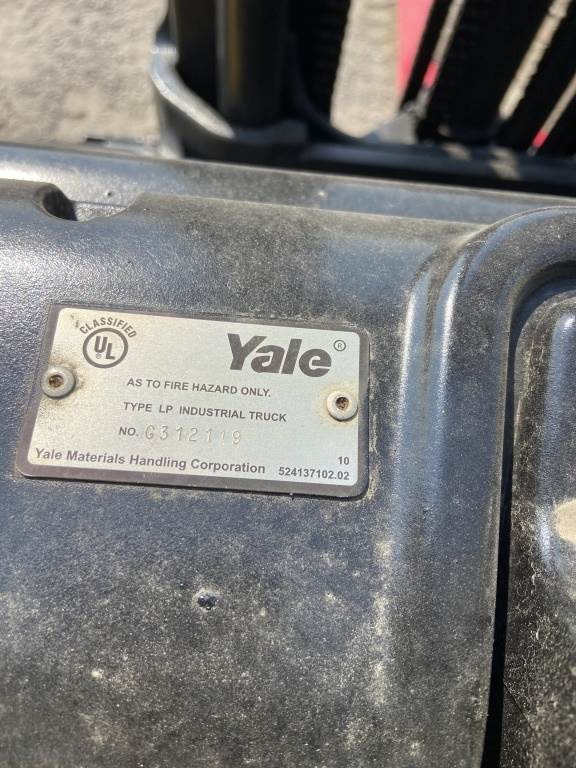 CLASSIFIED
UL
Yale ®
AS TO FIRE HAZARD ONLY.
TYPE LP INDUSTRIAL TRUCK
NO. G312119
10
Yale Materials Handling Corporation 524137102.02